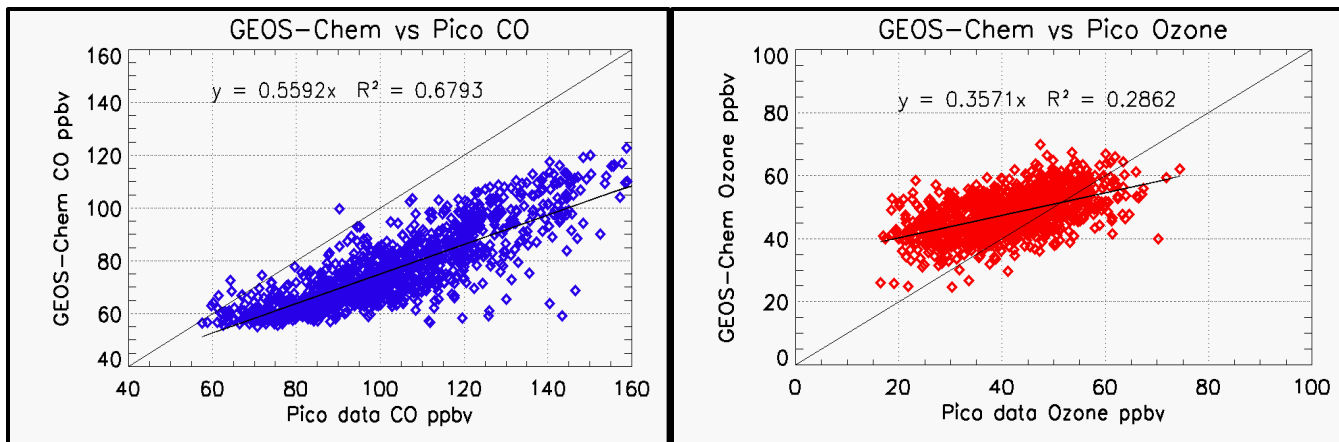 GEOS-Chem vs Pico CO
y = 0.5592x R² = 0.6793
GEOS-Chem CO ppbv
160
140
120
100
80
60
40
40 60 80 100 120 140 160
Pico data CO ppbv
GEOS-Chem vs Pico Ozone
y = 0.3571x R² = 0.2862
GEOS-Chem Ozone ppbv
100
80
60
40
20
0
0 20 40 60 80 100
Pico data Ozone ppbv